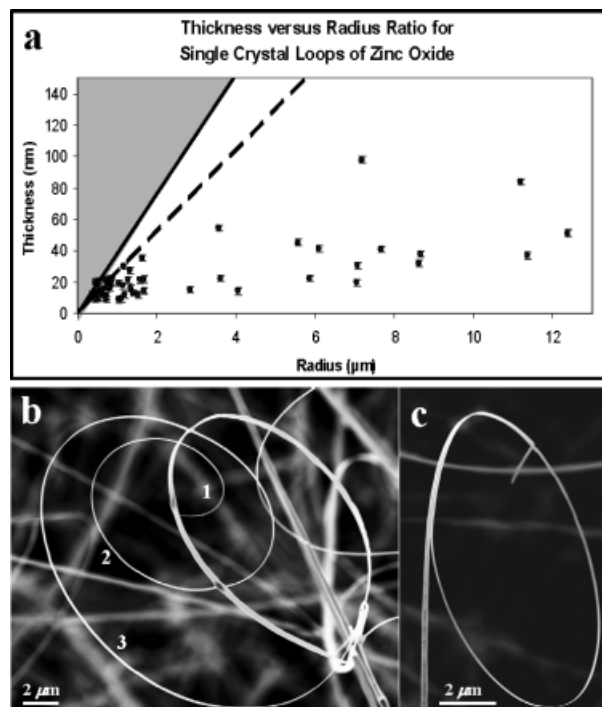 a
Thickness versus Radius Ratio for
Single Crystal Loops of Zinc Oxide
Thickness (nm)
140
120
100
80
60
40
20
0
0 2 4 6 8 10 12
Radius (µm)
b
1
2
3
2 µm
c
2 µm